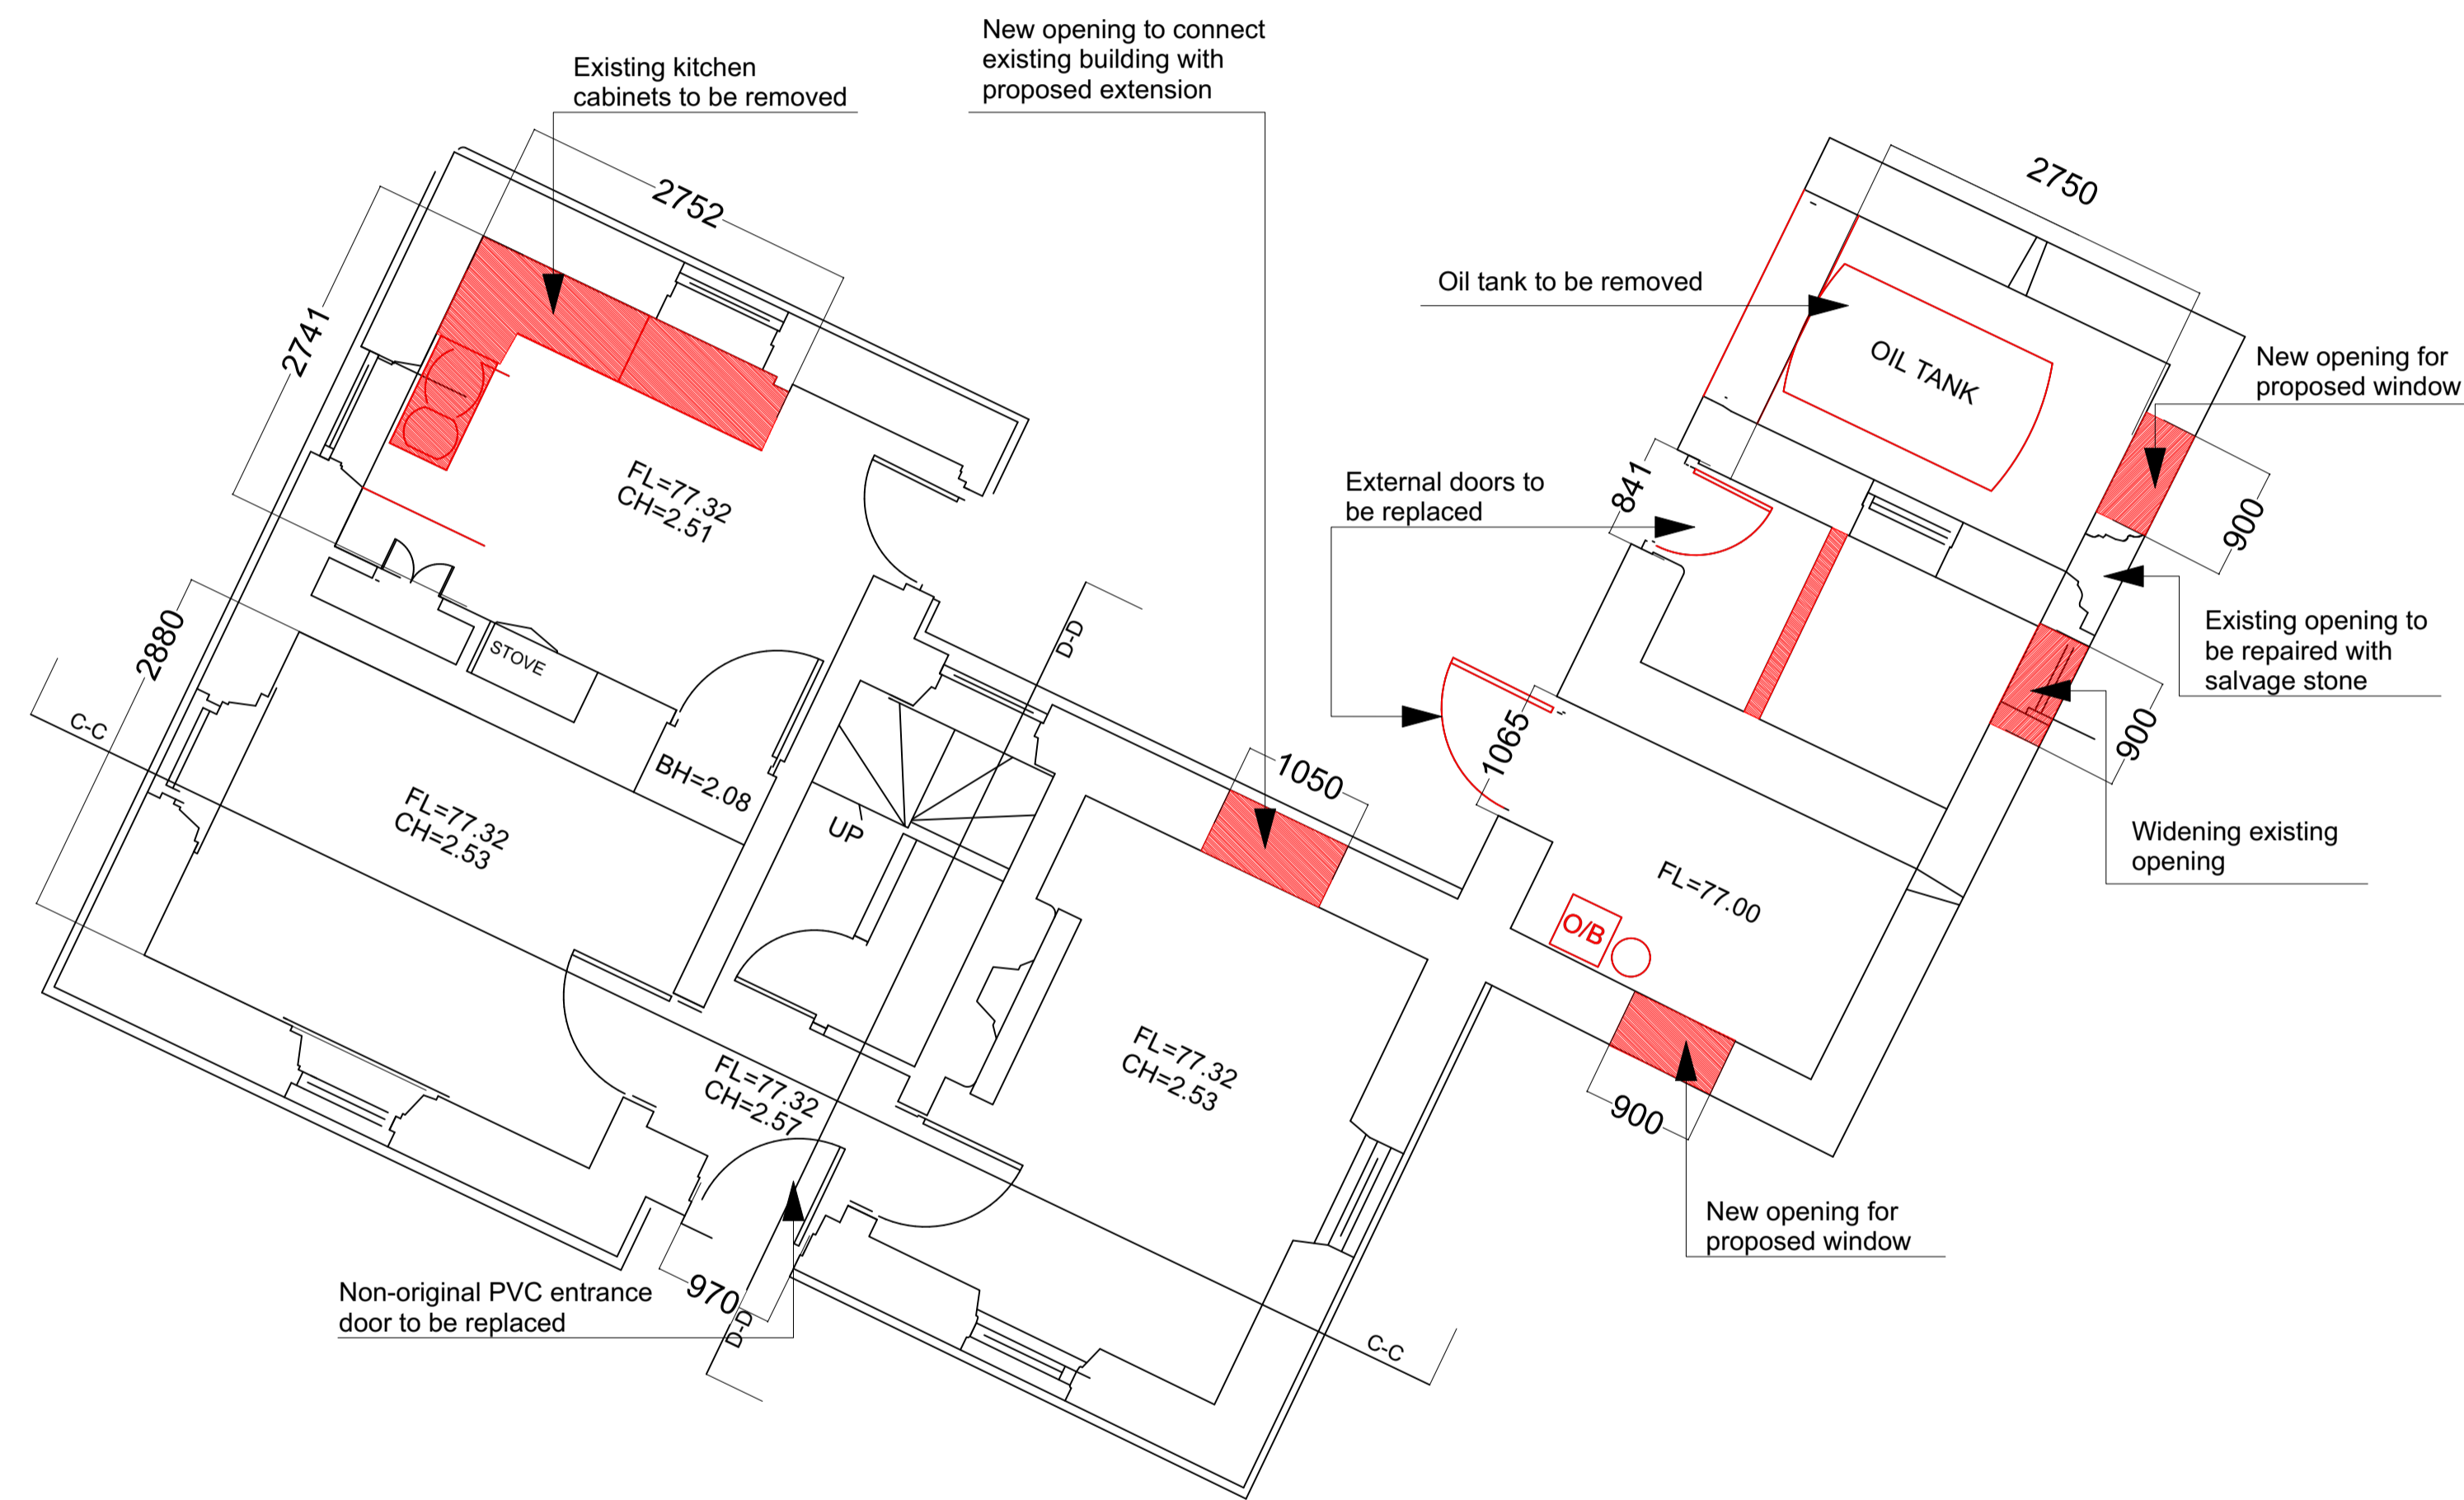 New opening to connect
existing building with
proposed extension
Existing kitchen
cabinets to be removed
2752
2750
Oil tank to be removed
OIL TANK
2741
New opening for
proposed window
External doors to
be replaced
841
900
FL=77.32
CH=2.51
STOVE
D-D
2880
Existing opening to
be repaired with
salvage stone
C-C
1065
900
BH=2.08
1050
FL=77.32
CH=2.53
UP
Widening existing
opening
FL=77.00
O/B
FL=77.32
CH=2.57
FL=77.32
CH=2.53
900
New opening for
proposed window
Non-original PVC entrance
door to be replaced
970
D-D
C-C